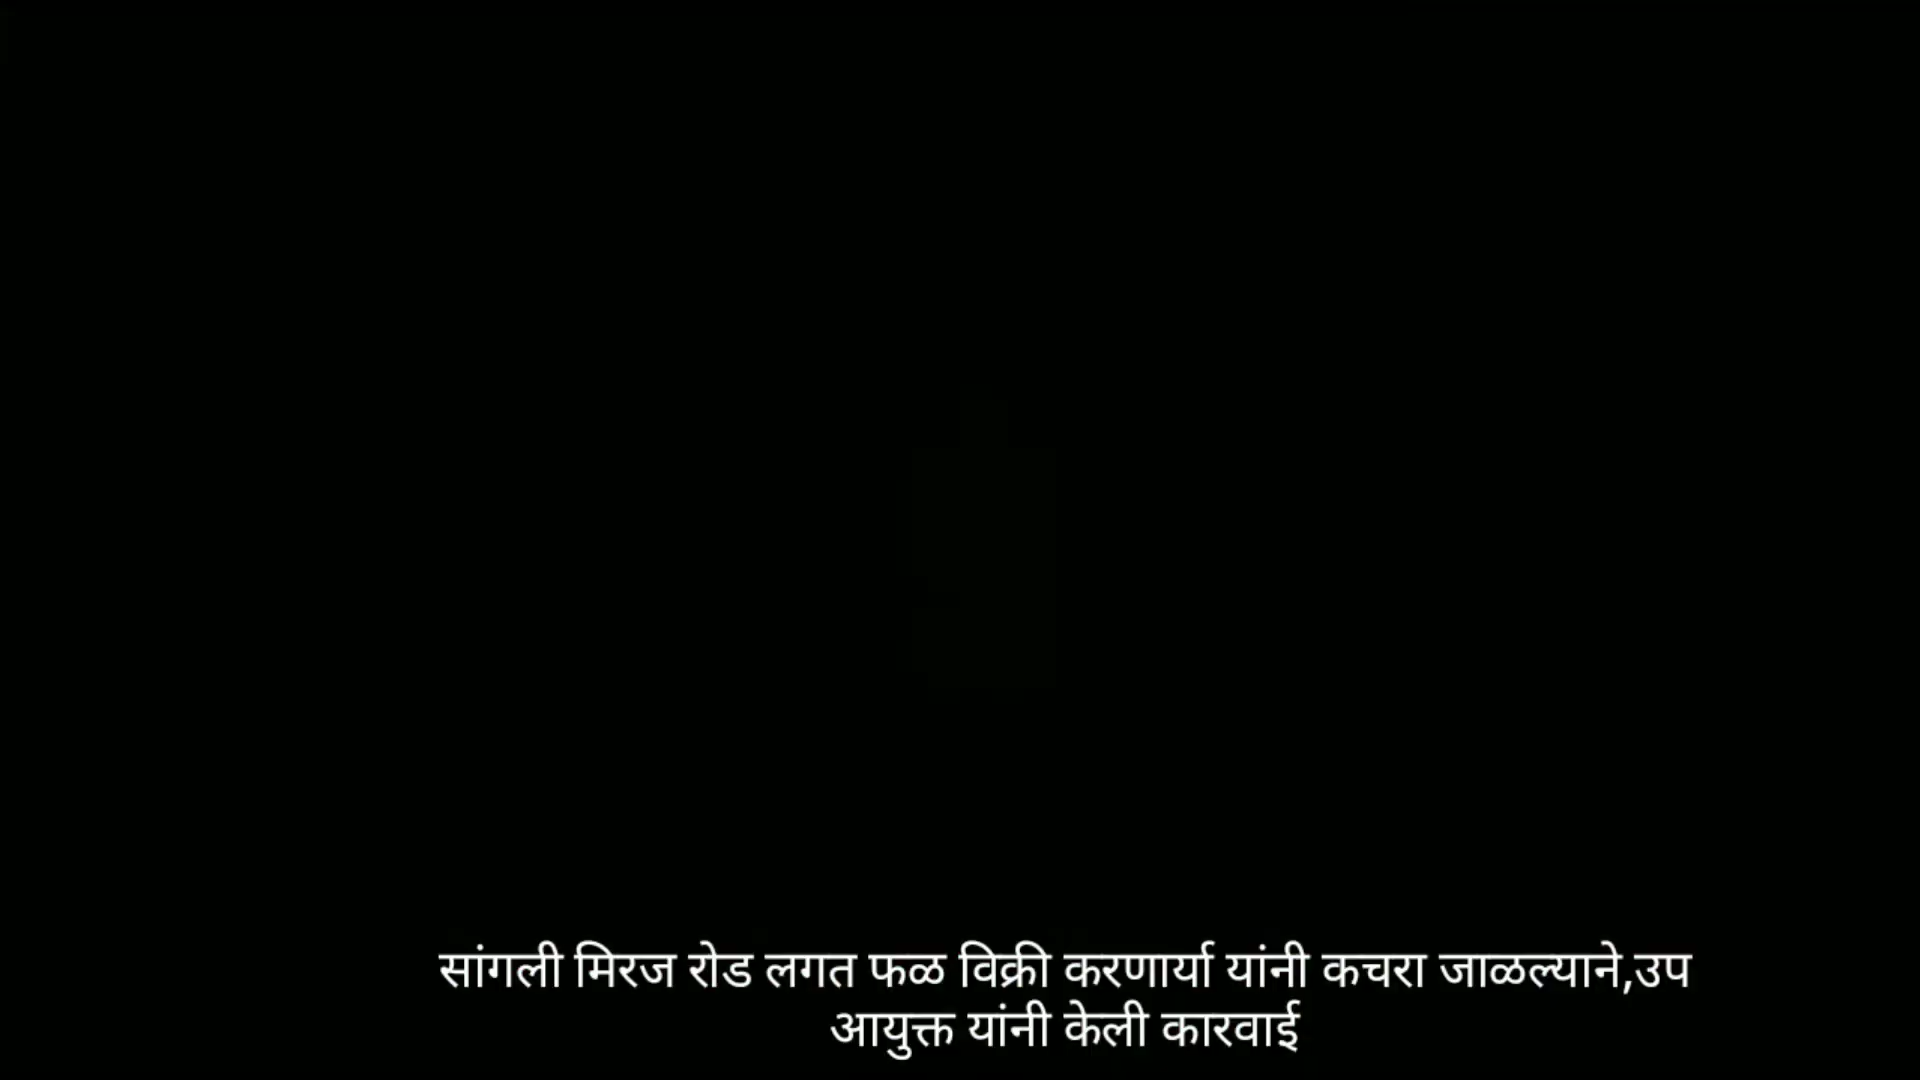 सांगली मिरज रोड लगत फळ विक्री करणार्या यांनी कचरा जाळल्याने,उप
आयुक्त यांनी केली कारवाई